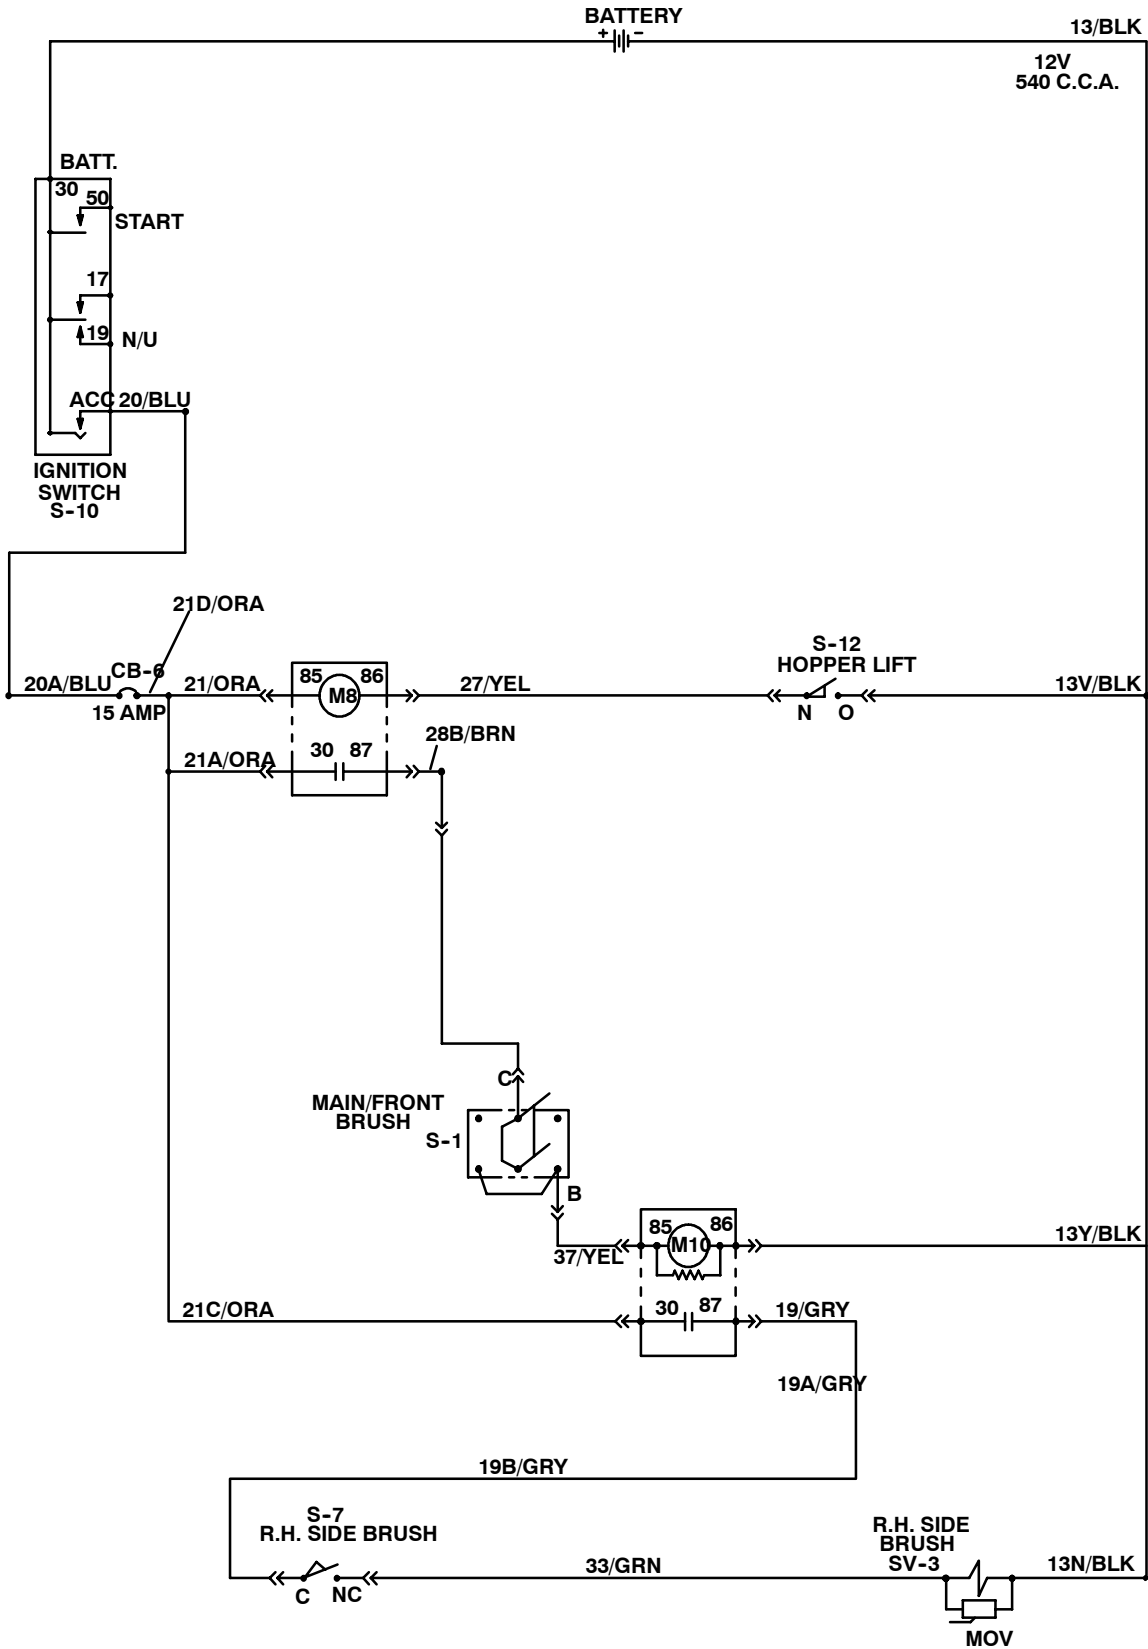 BATTERY
+ -
13/BLK
12V
540 C.C.A.
BATT.
30
50
START
17
19
N/U
ACC
20/BLU
IGNITION
SWITCH
S-10
21D/ORA
CB-6
20A/BLU
15 AMP
21/ORA
85
M8
86
27/YEL
S-12
HOPPER LIFT
N
O
13V/BLK
21A/ORA
30
87
28B/BRN
C
MAIN/FRONT
BRUSH
S-1
B
37/YEL
85
M10
86
13Y/BLK
21C/ORA
30
87
19/GRY
19A/GRY
19B/GRY
S-7
R.H. SIDE BRUSH
C
NC
33/GRN
R.H. SIDE
BRUSH
SV-3
13N/BLK
MOV